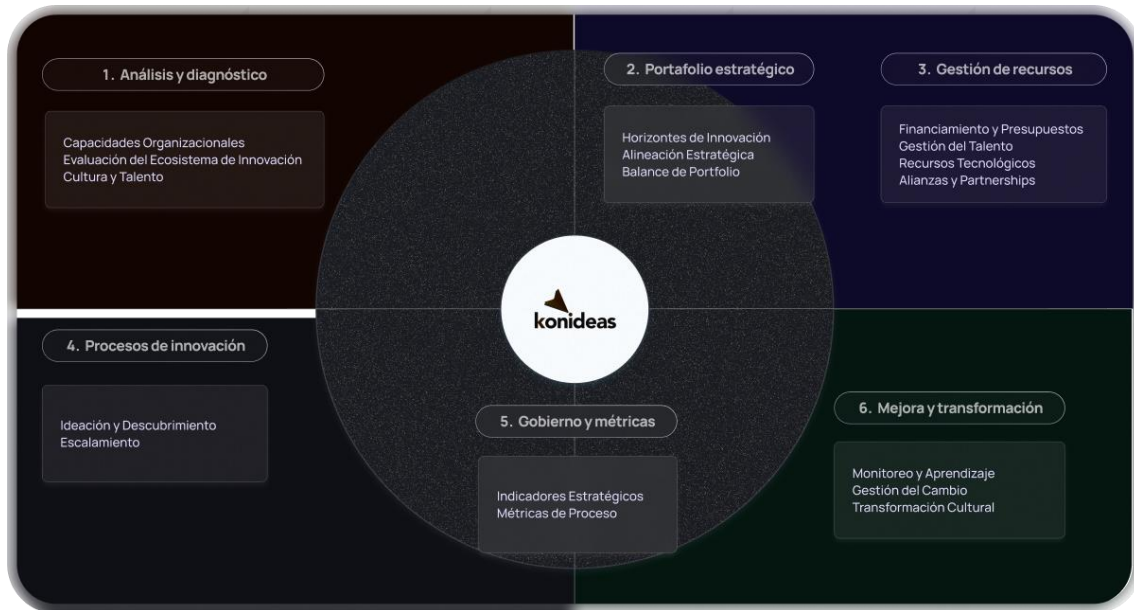 1. Análisis y diagnóstico
Capacidades Organizacionales
Evaluación del Ecosistema de Innovación
Cultura y Talento
2. Portafolio estratégico
Horizontes de Innovación
Alineación Estratégica
Balance de Portfolio
3. Gestión de recursos
Financiamiento y Presupuestos
Gestión del Talento
Recursos Tecnológicos
Alianzas y Partnerships
konideas
4. Procesos de innovación
Ideación y Descubrimiento
Escalamiento
5. Gobierno y métricas
Indicadores Estratégicos
Métricas de Proceso
6. Mejora y transformación
Monitoreo y Aprendizaje
Gestión del Cambio
Transformación Cultural